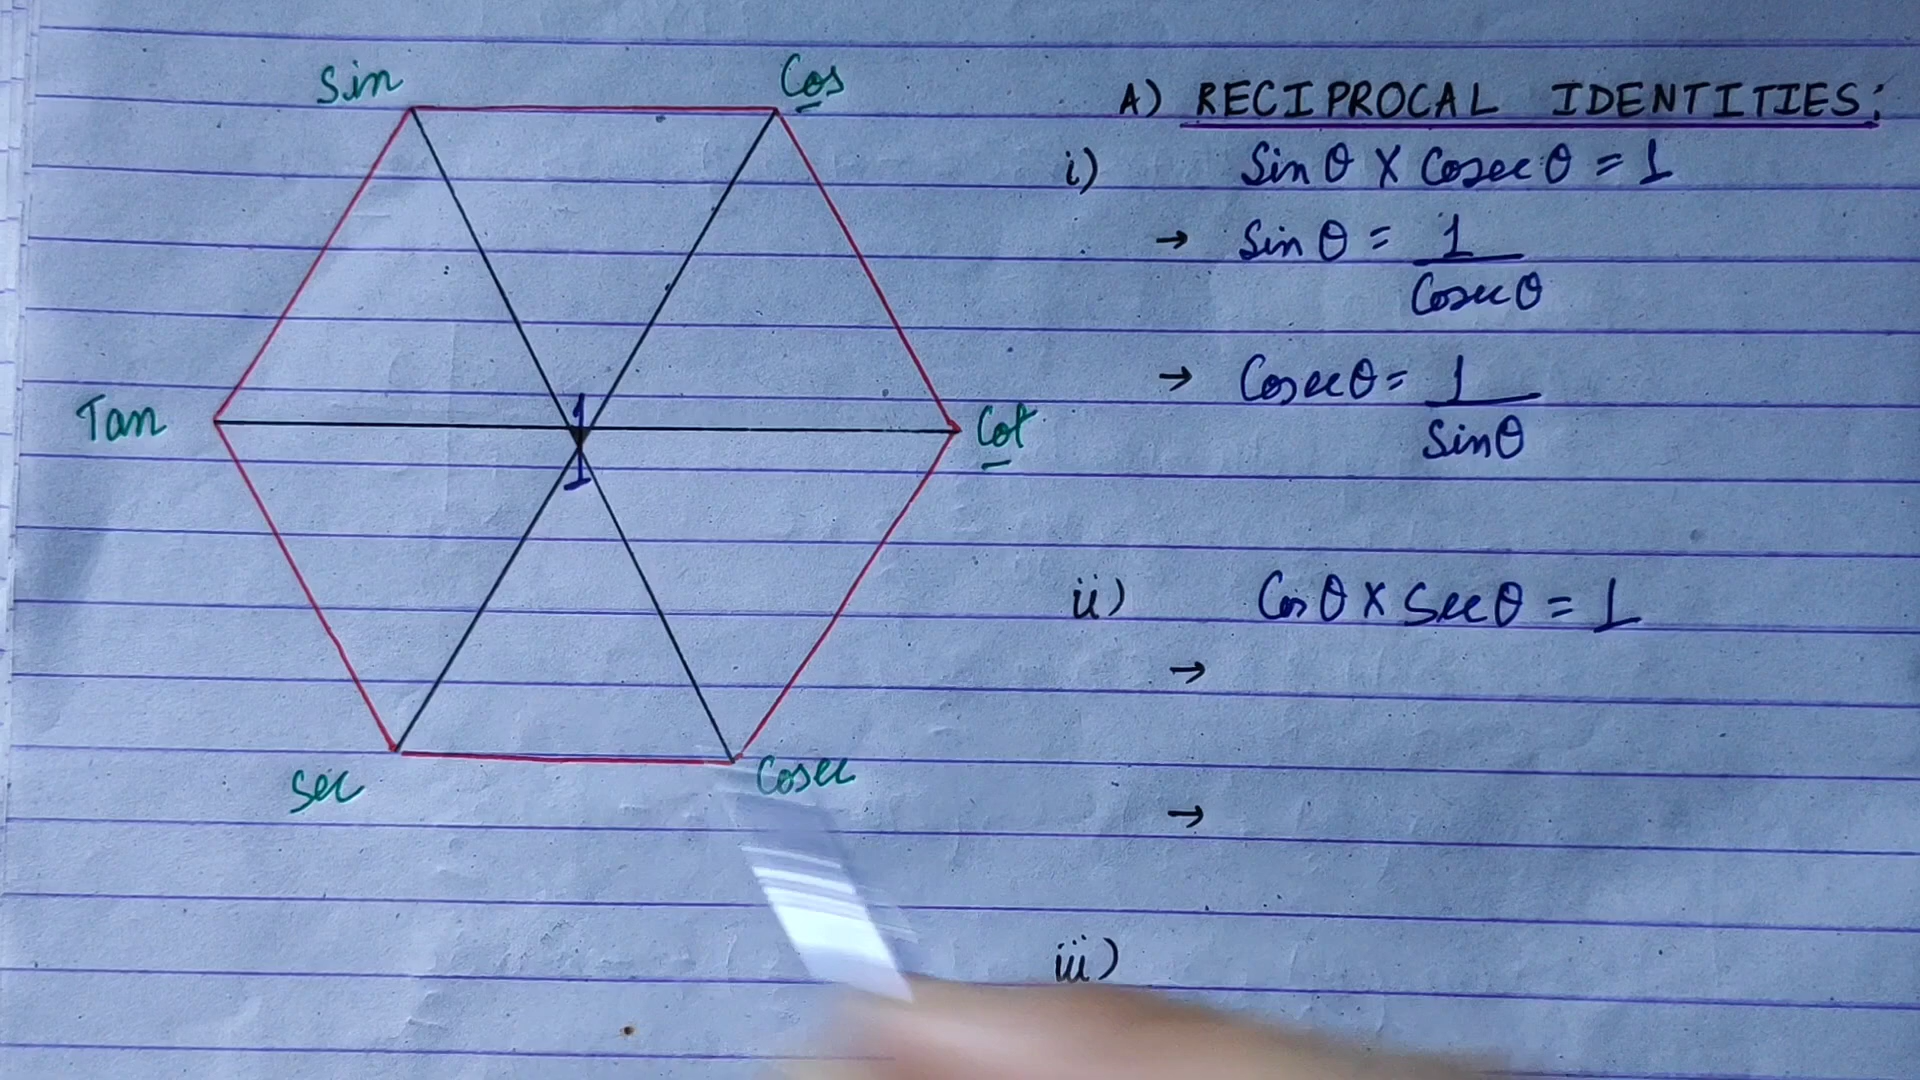 Sin
Cos
Tan
1
Cot
Sec
Cosec
A) RECIPROCAL IDENTITIES:
i) Sin θ X Cosec θ = 1
→ Sin θ = 1
Cosec θ
→ Cosec θ = 1
Sin θ
ii) Cos θ X Sec θ = 1
→
→
iii)